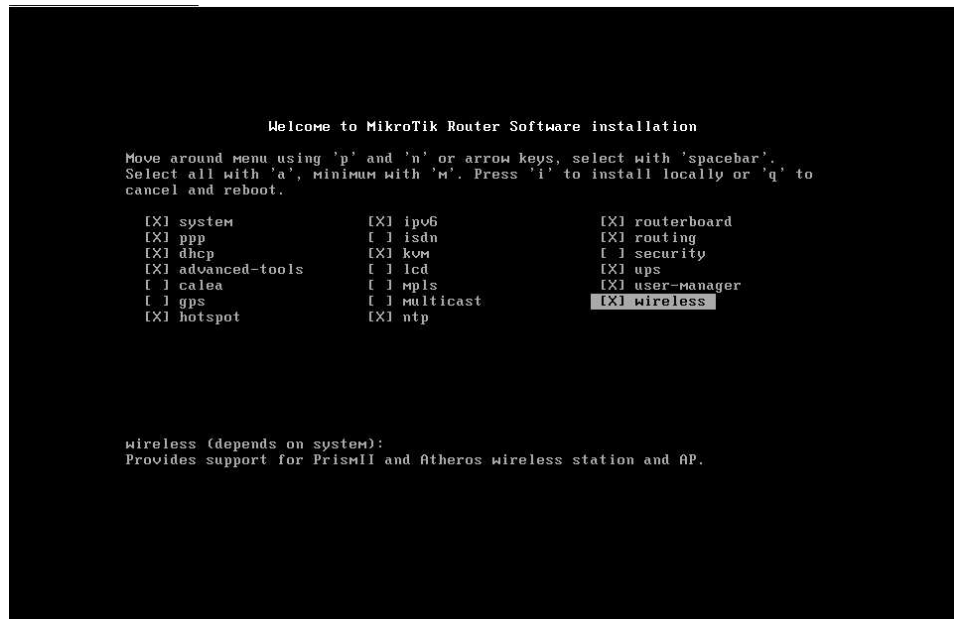 Welcome to MikroTik Router Software installation
Move around menu using 'p' and 'n' or arrow keys, select with 'spacebar'.
Select all with 'a', minimum with 'm'. Press 'i' to install locally or 'q' to
cancel and reboot.
[X] system [X] ipv6 [X] routerboard
[X] ppp [ ] isdn [X] routing
[X] dhcp [X] kvm [ ] security
[X] advanced-tools [ ] lcd [X] ups
[ ] calea [ ] mpls [X] user-manager
[ ] gps [ ] multicast [X] wireless
[X] hotspot [X] ntp
wireless (depends on system):
Provides support for PrismII and Atheros wireless station and AP.